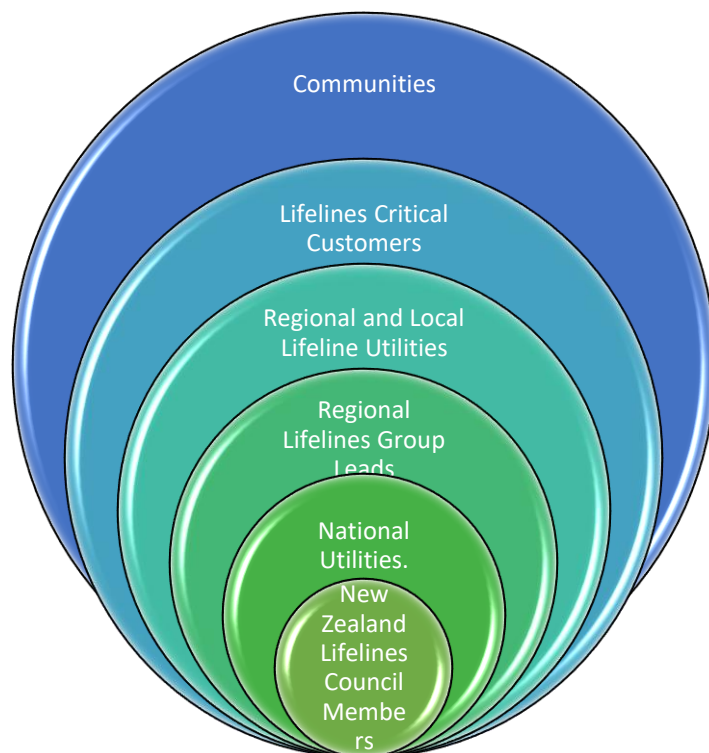 Communities
Lifelines Critical
Customers
Regional and Local
Lifeline Utilities
Regional
Lifelines Group
Leads
National
Utilities.
New
Zealand
Lifelines
Council
Membe
rs